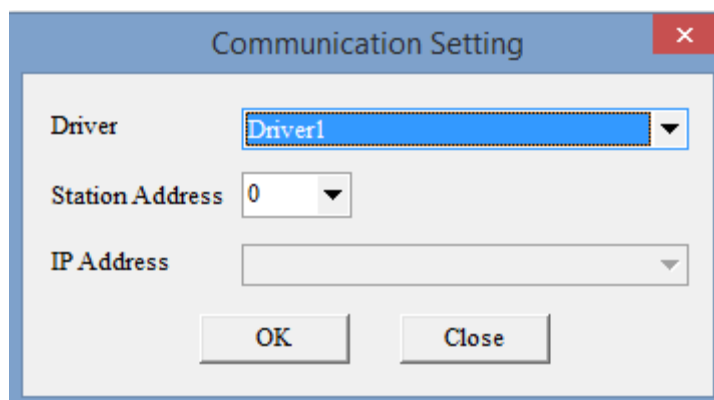 Communication Setting
Driver Driver1
Station Address 0
IP Address
OK Close